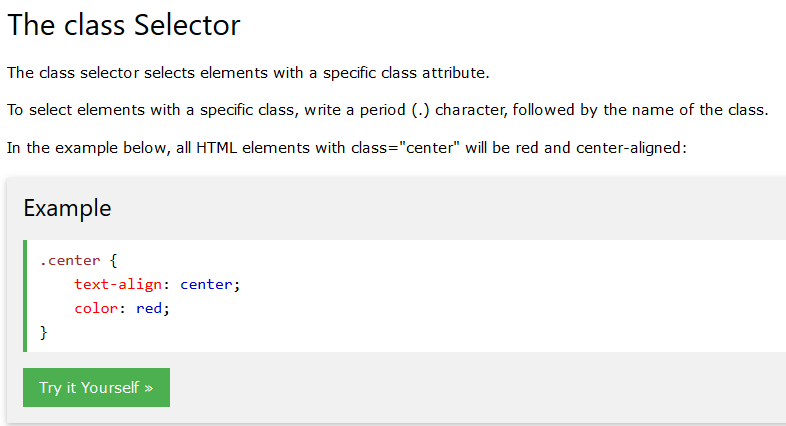 The class Selector
The class selector selects elements with a specific class attribute.
To select elements with a specific class, write a period (.) character, followed by the name of the class.
In the example below, all HTML elements with class="center" will be red and center-aligned:
Example
.center {
    text-align: center;
    color: red;
}
Try it Yourself »